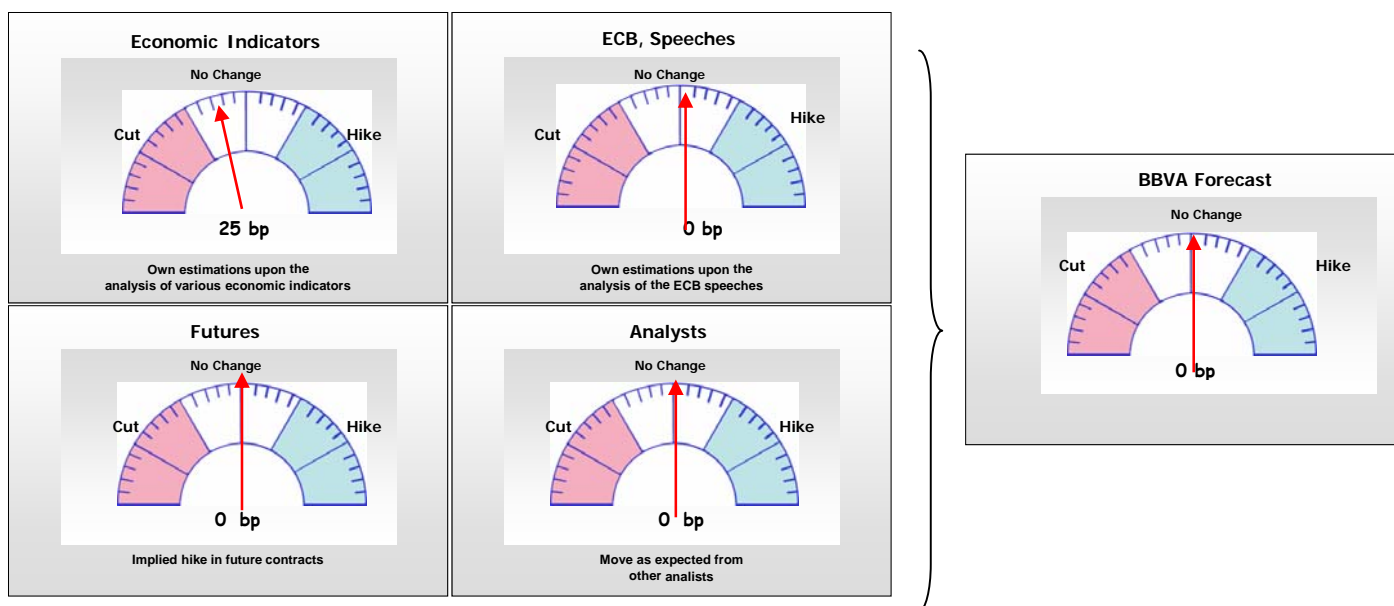 Economic Indicators
No Change
Cut
Hike
25 bp
Own estimations upon the
analysis of various economic indicators
ECB, Speeches
No Change
Cut
Hike
0 bp
Own estimations upon the
analysis of the ECB speeches
Futures
No Change
Cut
Hike
0 bp
Implied hike in future contracts
Analysts
No Change
Cut
Hike
0 bp
Move as expected from
other analists
BBVA Forecast
No Change
Cut
Hike
0 bp